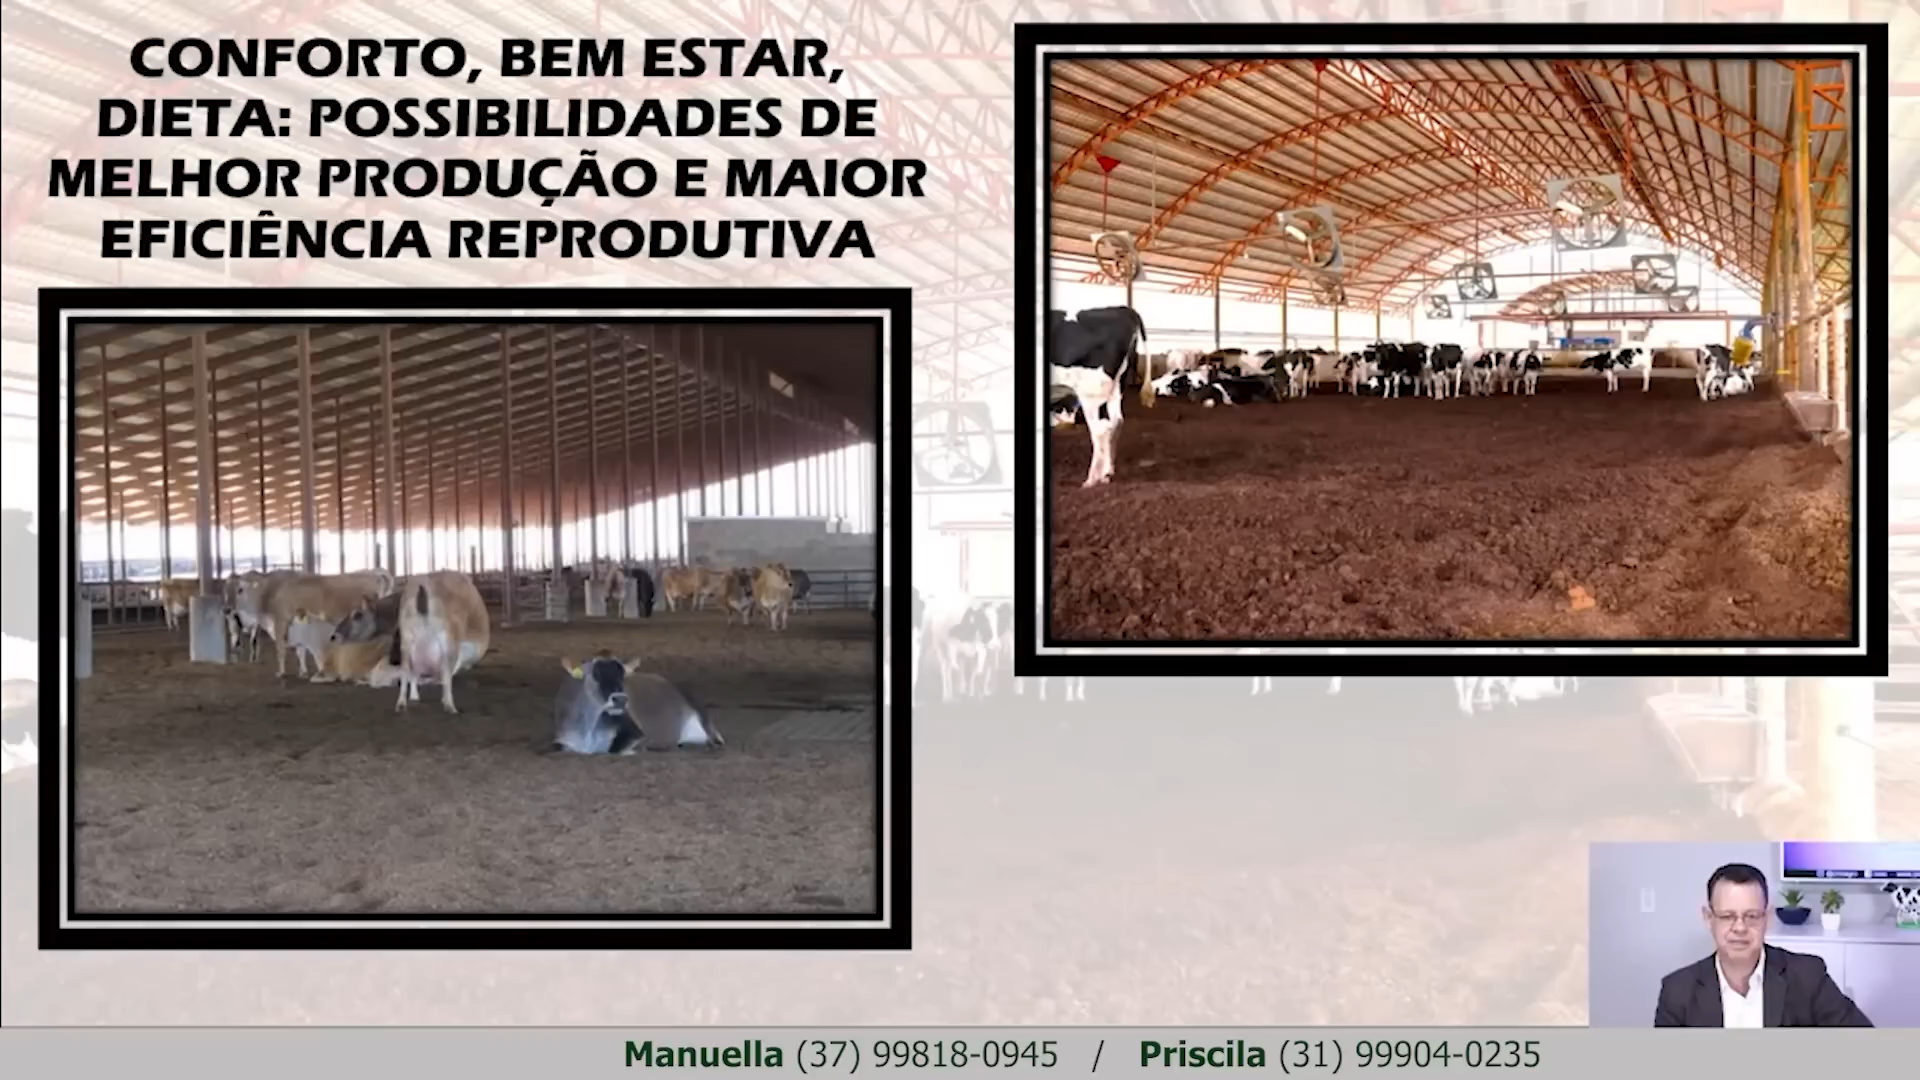 CONFORTO, BEM ESTAR,
DIETA: POSSIBILIDADES DE
MELHOR PRODUÇÃO E MAIOR
EFICIÊNCIA REPRODUTIVA
Manuella (37) 99818-0945 / Priscila (31) 99904-0235